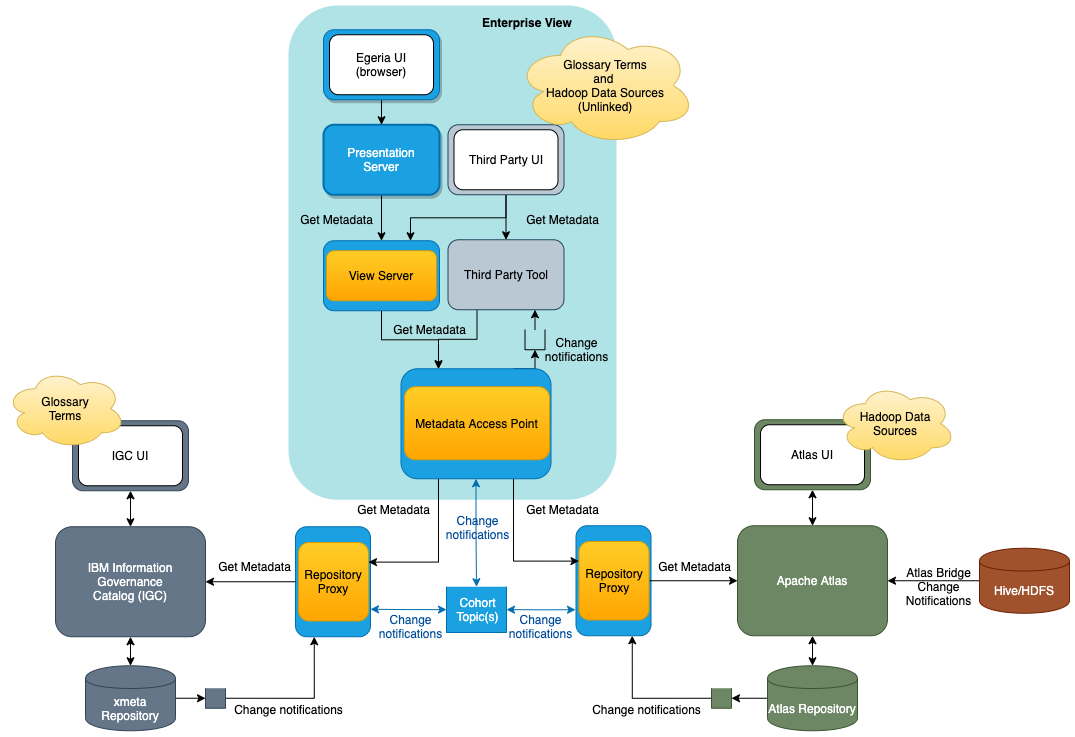 Enterprise View
Egeria UI
(browser)
Glossary Terms
and
Hadoop Data Sources
(Unlinked)
Presentation
Server
Third Party UI
Get Metadata
Get Metadata
View Server
Third Party Tool
Get Metadata
Change
notifications
Metadata Access Point
Glossary
Terms
IGC UI
Hadoop Data
Sources
Atlas UI
Get Metadata
Change
notifications
Get Metadata
IBM Information
Governance
Catalog (IGC)
Get Metadata
Repository
Proxy
Change
notifications
Cohort
Topic(s)
Change
notifications
Repository
Proxy
Get Metadata
Apache Atlas
Atlas Bridge
Change
Notifications
Hive/HDFS
xmeta
Repository
Change notifications
Change notifications
Atlas Repository